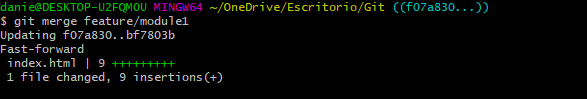 danie@DESKTOP-U2FQMOU MINGW64 ~/OneDrive/Escritorio/Git ((f07a830...))
$ git merge feature/module1
Updating f07a830..bf7803b
Fast-forward
 index.html | 9 +++++++++
 1 file changed, 9 insertions(+)